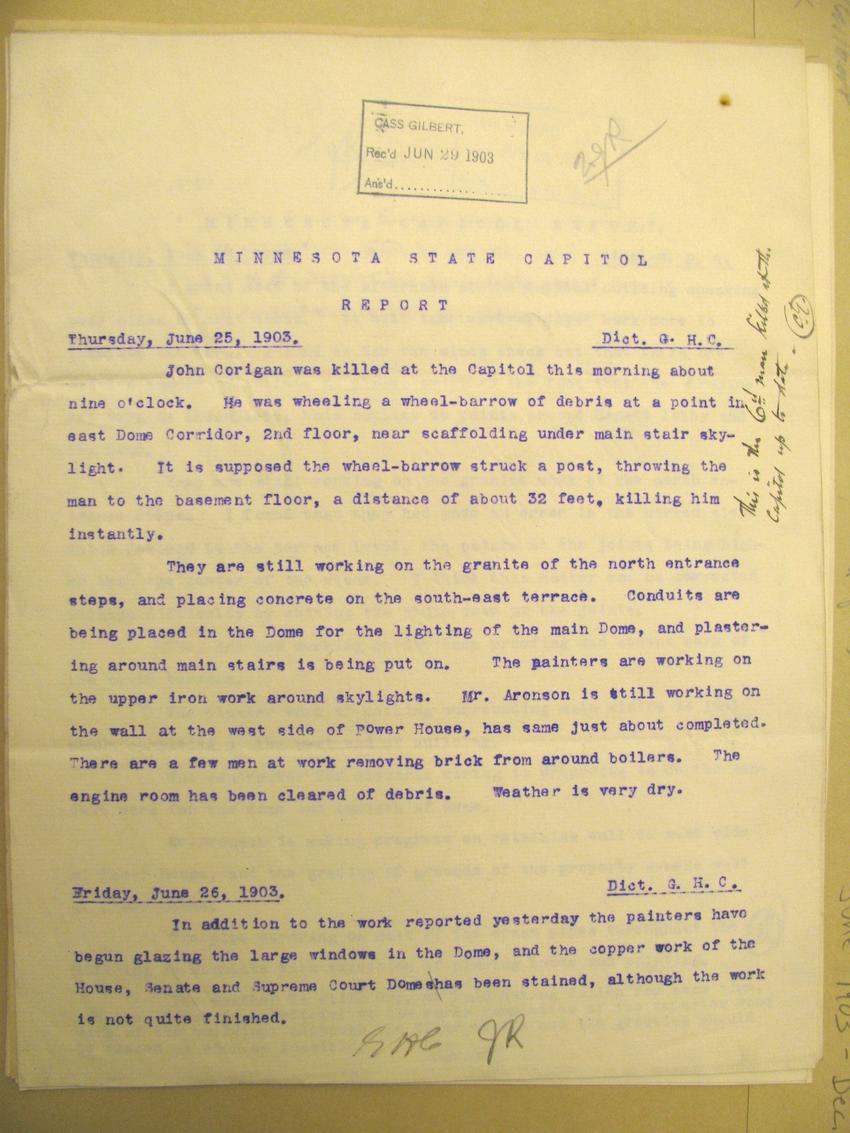 CASS GILBERT,
Rec'd JUN 29 1903
Ans'd..................
JR
MINNESOTA STATE CAPITOL
REPORT
Thursday, June 25, 1903. Dict. G. H. C.
John Corigan was killed at the Capitol this morning about
nine o'clock. He was wheeling a wheel-barrow of debris at a point in
east Dome Corridor, 2nd floor, near scaffolding under main stair sky-
light. It is supposed the wheel-barrow struck a post, throwing the
man to the basement floor, a distance of about 32 feet, killing him
instantly.
This is the 6th man killed at the
Capitol up to date -
They are still working on the granite of the north entrance
steps, and placing concrete on the south-east terrace. Conduits are
being placed in the Dome for the lighting of the main Dome, and plaster-
ing around main stairs is being put on. The painters are working on
the upper iron work around skylights. Mr. Aronson is still working on
the wall at the west side of Power House, has same just about completed.
There are a few men at work removing brick from around boilers. The
engine room has been cleared of debris. Weather is very dry.
Friday, June 26, 1903. Dict. G. H. C.
In addition to the work reported yesterday the painters have
begun glazing the large windows in the Dome, and the copper work of the
House, Senate and Supreme Court Domes has been stained, although the work
is not quite finished.
GHC JR
June 1903 - Dec